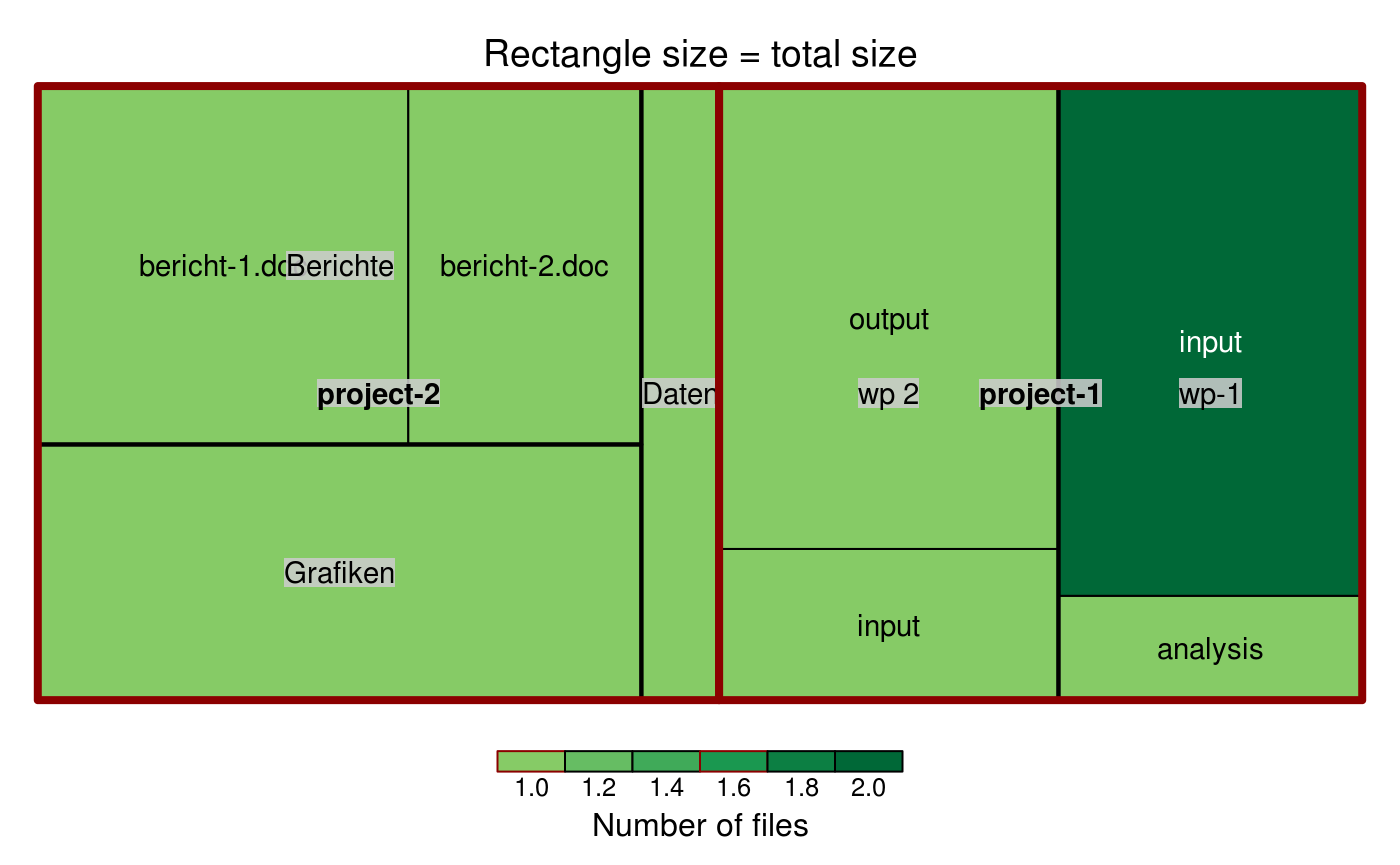 Rectangle size = total size
bericht-1.do
Berichte
bericht-2.doc
project-2
Grafiken
Daten
output
wp 2
project-1
input
wp-1
input
analysis
1.0 1.2 1.4 1.6 1.8 2.0
Number of files